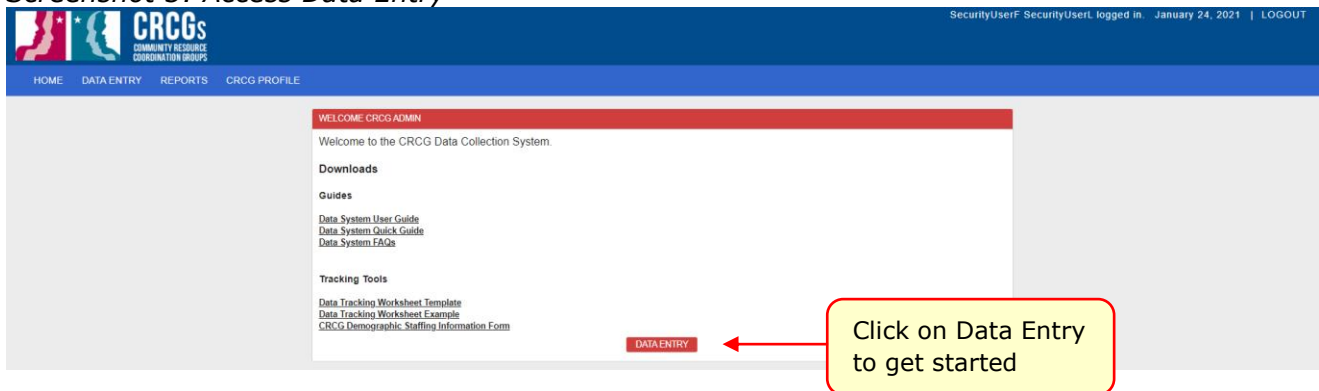 Screenshot 5: Access Data Entry
CRCGs
COMMUNITY RESOURCE
COORDINATION GROUPS
SecurityUserF SecurityUserL logged in. January 24, 2021 | LOGOUT
HOME DATA ENTRY REPORTS CRCG PROFILE
WELCOME CRCG ADMIN
Welcome to the CRCG Data Collection System.
Downloads
Guides
Data System User Guide
Data System Quick Guide
Data System FAQs
Tracking Tools
Data Tracking Worksheet Template
Data Tracking Worksheet Example
CRCG Demographic Staffing Information Form
DATA ENTRY
Click on Data Entry
to get started